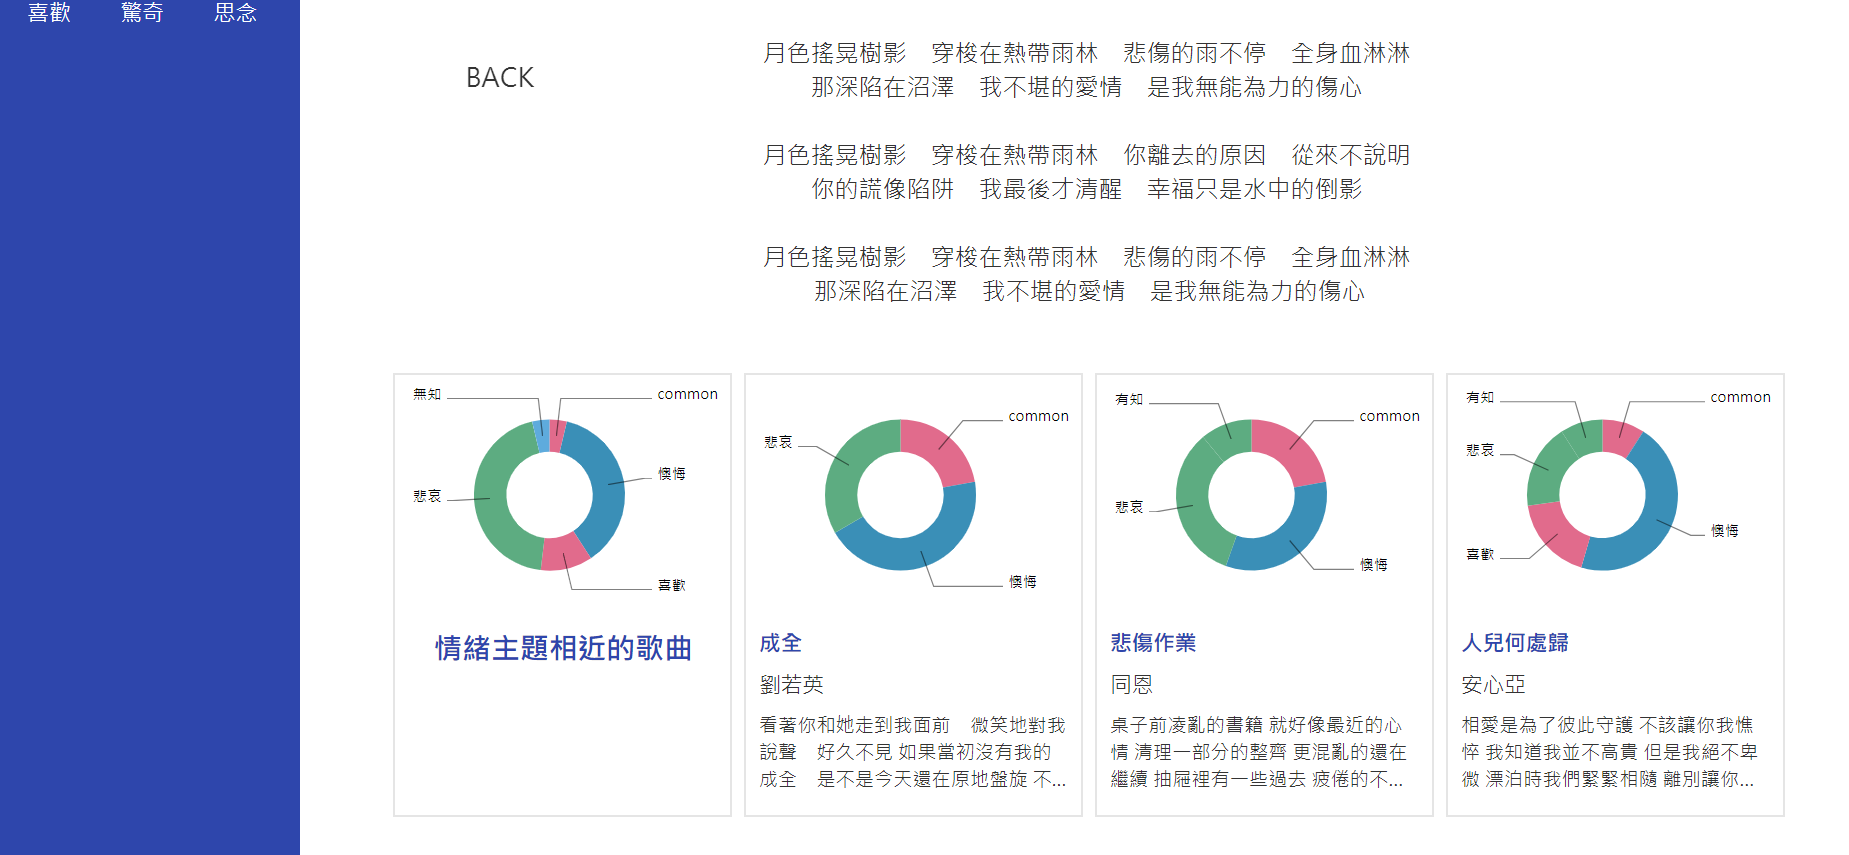 喜歡 驚奇 思念
BACK
月色搖晃樹影　穿梭在熱帶雨林　悲傷的雨不停　全身血淋淋
那深陷在沼澤　我不堪的愛情　是我無能為力的傷心
月色搖晃樹影　穿梭在熱帶雨林　你離去的原因　從來不說明
你的謊像陷阱　我最後才清醒　幸福只是水中的倒影
月色搖晃樹影　穿梭在熱帶雨林　悲傷的雨不停　全身血淋淋
那深陷在沼澤　我不堪的愛情　是我無能為力的傷心
無知
common
懊悔
悲哀
喜歡
情緒主題相近的歌曲
common
悲哀
懊悔
成全
劉若英
看著你和她走到我面前　微笑地對我
說聲　好久不見 如果當初沒有我的
成全　是不是今天還在原地盤旋 不...
有知
common
悲哀
懊悔
悲傷作業
同恩
桌子前凌亂的書籍 就好像最近的心
情 清理一部分的整齊 更混亂的還在
繼續 抽屜裡有一些過去 疲倦的不...
有知
common
悲哀
懊悔
喜歡
人兒何處歸
安心亞
相愛是為了彼此守護 不該讓你我憔
悴 我知道我並不高貴 但是我絕不卑
微 漂泊時我們緊緊相隨 離別讓你...